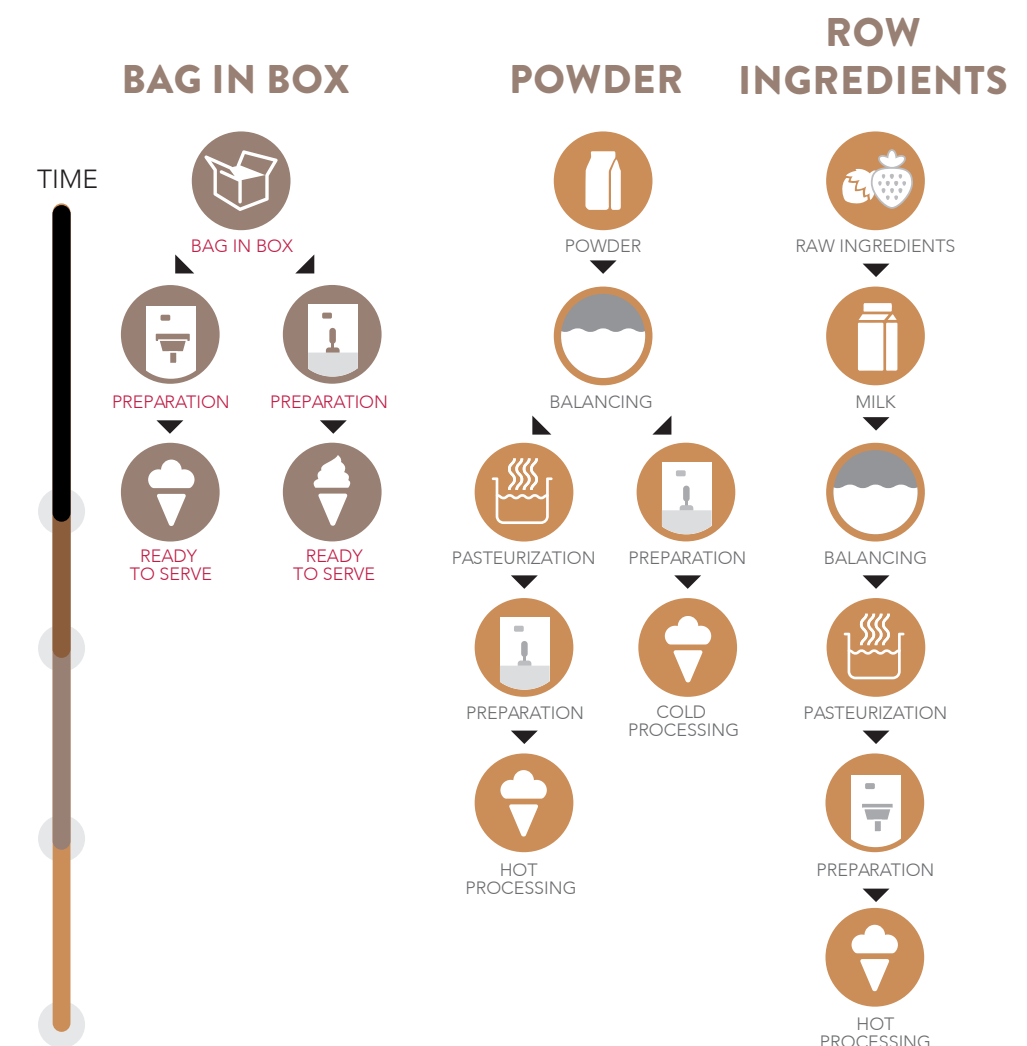 BAG IN BOX
POWDER
ROW
INGREDIENTS
TIME
BAG IN BOX
PREPARATION
PREPARATION
READY
TO SERVE
READY
TO SERVE
POWDER
BALANCING
PASTEURIZATION
PREPARATION
PREPARATION
COLD
PROCESSING
HOT
PROCESSING
RAW INGREDIENTS
MILK
BALANCING
PASTEURIZATION
PREPARATION
HOT
PROCESSING